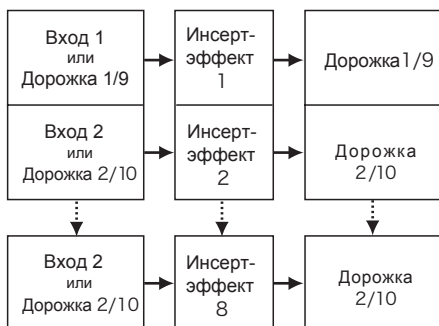 Вход 1
или
Дорожка 1/9
Инсерт-
эффект
1
Дорожка1/9
Вход 2
или
Дорожка 2/10
Инсерт-
эффект
2
Дорожка
2/10
Вход 2
или
Дорожка 2/10
Инсерт-
эффект
8
Дорожка
2/10